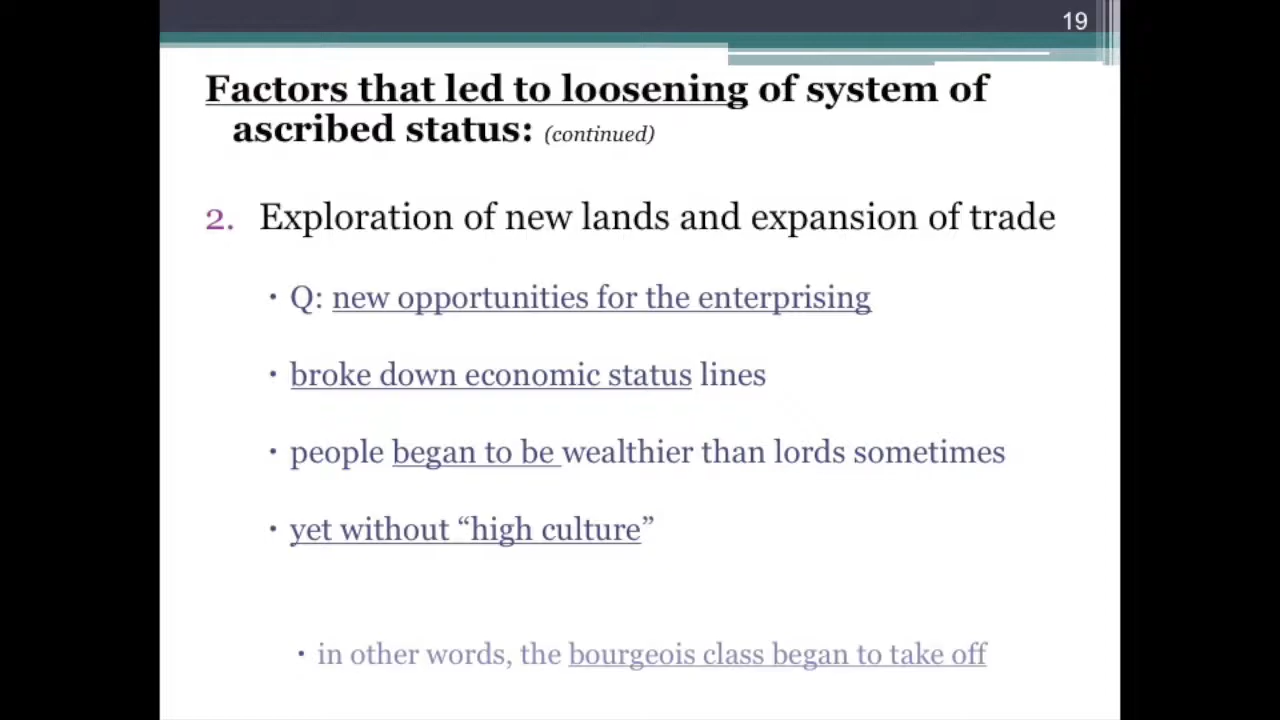 19
Factors that led to loosening of system of
ascribed status: (continued)
2. Exploration of new lands and expansion of trade
▪ Q: new opportunities for the enterprising
▪ broke down economic status lines
▪ people began to be wealthier than lords sometimes
▪ yet without “high culture”
▪ in other words, the bourgeois class began to take off